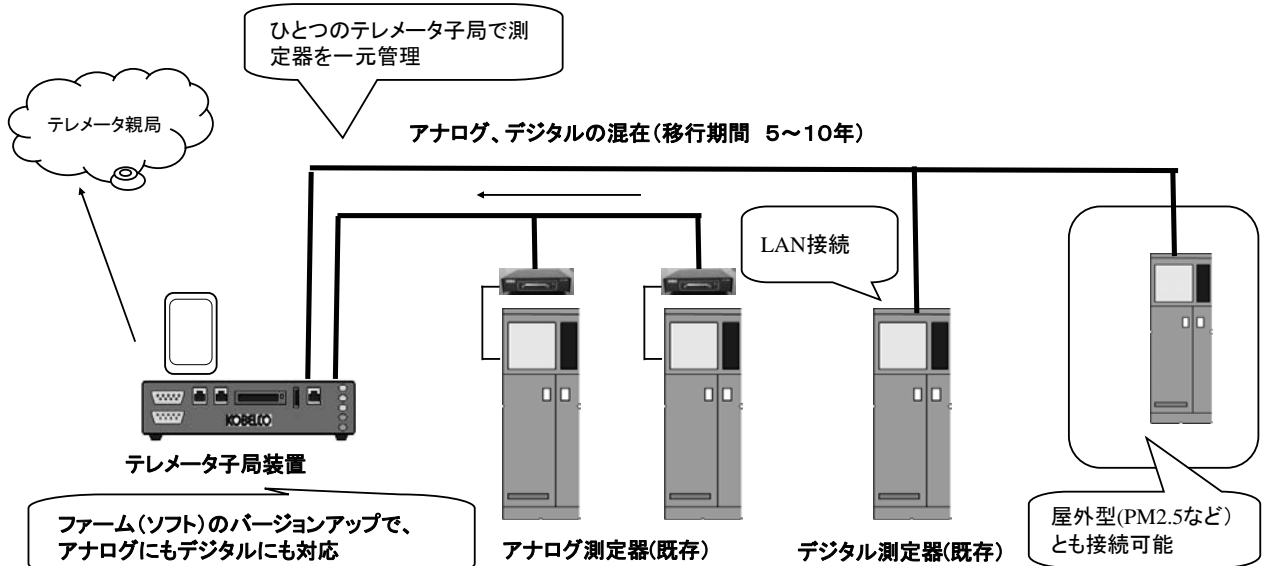 ひとつのテレメータ子局で測
定器を一元管理
テレメータ親局
アナログ、デジタルの混在(移行期間 5~10年)
LAN接続
KOBELCO
テレメータ子局装置
ファーム(ソフト)のバージョンアップで、
アナログにもデジタルにも対応
アナログ測定器(既存)
デジタル測定器(既存)
屋外型(PM2.5など)
とも接続可能